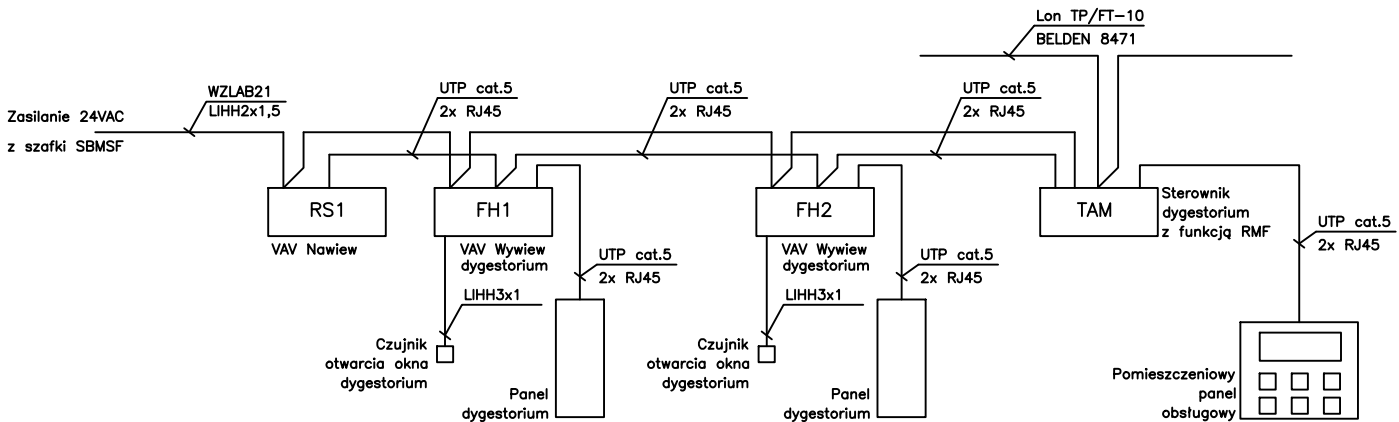 Lon TP/FT-10
BELDEN 8471
WZLAB21
LIHH2x1,5
UTP cat.5
2x RJ45
UTP cat.5
2x RJ45
UTP cat.5
2x RJ45
Zasilanie 24VAC
z szafki SBMSF
RS1
FH1
FH2
TAM
Sterownik
dygestorium
z funkcją RMF
VAV Nawiew
VAV Wywiew
dygestorium
VAV Wywiew
dygestorium
UTP cat.5
2x RJ45
UTP cat.5
2x RJ45
UTP cat.5
2x RJ45
LIHH3x1
LIHH3x1
Czujnik
otwarcia okna
dygestorium
Czujnik
otwarcia okna
dygestorium
Panel
dygestorium
Panel
dygestorium
Pomieszczeniowy
panel
obsługowy